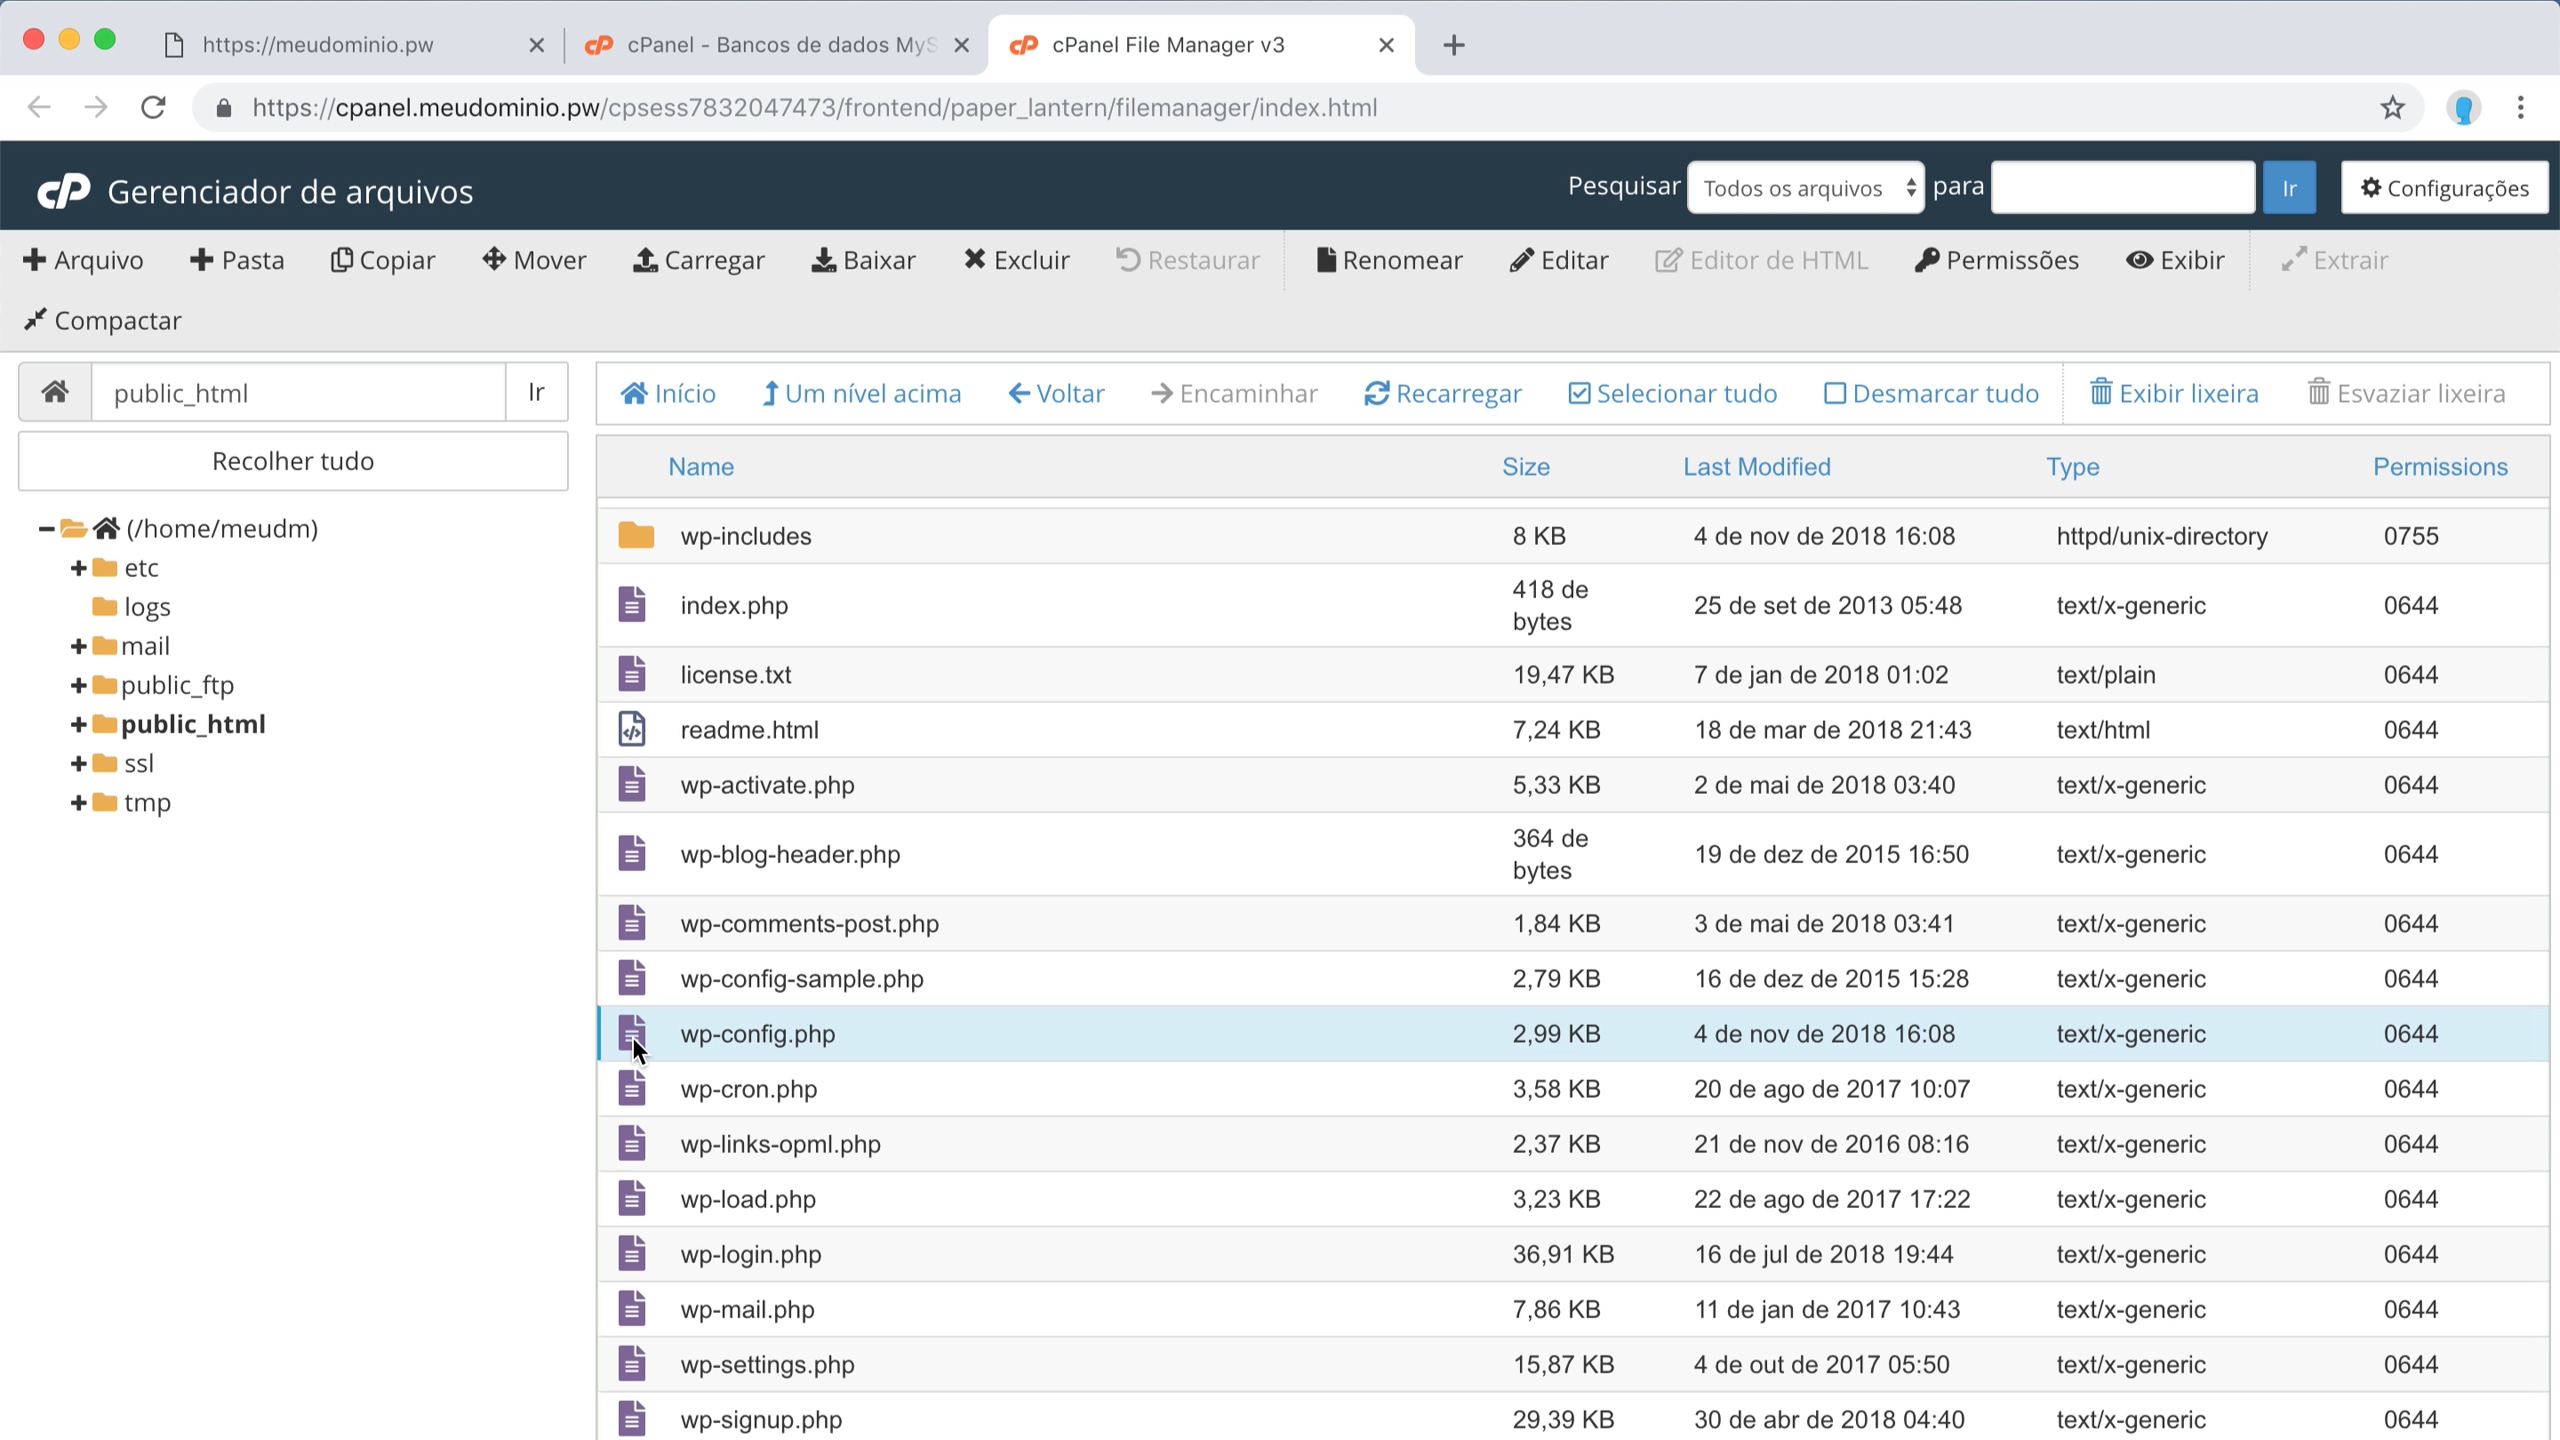 https://meudominio.pw
cPanel - Bancos de dados MyS
cPanel File Manager v3
https://cpanel.meudominio.pw/cpsess7832047473/frontend/paper_lantern/filemanager/index.html
cP Gerenciador de arquivos
Pesquisar Todos os arquivos para Ir Configurações
Arquivo Pasta Copiar Mover Carregar Baixar Excluir Restaurar Renomear Editar Editor de HTML Permissões Exibir Extrair
Compactar
public_html Ir
Recolher tudo
(/home/meudm)
etc
logs
mail
public_ftp
public_html
ssl
tmp
Início Um nível acima Voltar Encaminhar Recarregar Selecionar tudo Desmarcar tudo Exibir lixeira Esvaziar lixeira
Name Size Last Modified Type Permissions
wp-includes 8 KB 4 de nov de 2018 16:08 httpd/unix-directory 0755
index.php 418 de bytes 25 de set de 2013 05:48 text/x-generic 0644
license.txt 19,47 KB 7 de jan de 2018 01:02 text/plain 0644
readme.html 7,24 KB 18 de mar de 2018 21:43 text/html 0644
wp-activate.php 5,33 KB 2 de mai de 2018 03:40 text/x-generic 0644
wp-blog-header.php 364 de bytes 19 de dez de 2015 16:50 text/x-generic 0644
wp-comments-post.php 1,84 KB 3 de mai de 2018 03:41 text/x-generic 0644
wp-config-sample.php 2,79 KB 16 de dez de 2015 15:28 text/x-generic 0644
wp-config.php 2,99 KB 4 de nov de 2018 16:08 text/x-generic 0644
wp-cron.php 3,58 KB 20 de ago de 2017 10:07 text/x-generic 0644
wp-links-opml.php 2,37 KB 21 de nov de 2016 08:16 text/x-generic 0644
wp-load.php 3,23 KB 22 de ago de 2017 17:22 text/x-generic 0644
wp-login.php 36,91 KB 16 de jul de 2018 19:44 text/x-generic 0644
wp-mail.php 7,86 KB 11 de jan de 2017 10:43 text/x-generic 0644
wp-settings.php 15,87 KB 4 de out de 2017 05:50 text/x-generic 0644
wp-signup.php 29,39 KB 30 de abr de 2018 04:40 text/x-generic 0644